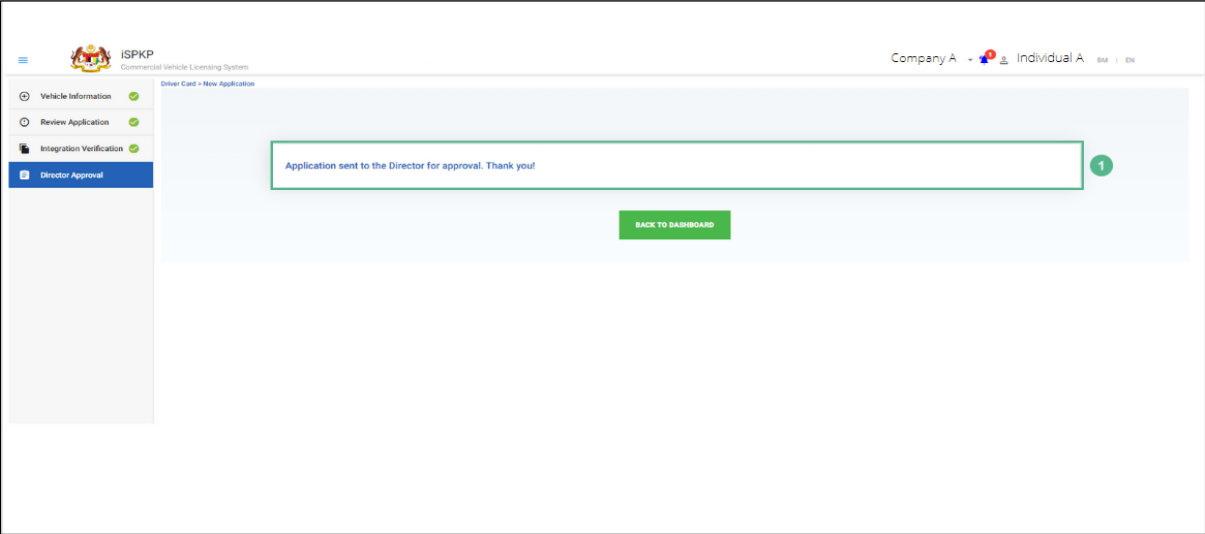 iSPKP
Commercial Vehicle Licensing System
Company A
1
Individual A
BM | EN
Driver Card > New Application
Vehicle Information
Review Application
Integration Verification
Director Approval
Application sent to the Director for approval. Thank you!
1
BACK TO DASHBOARD